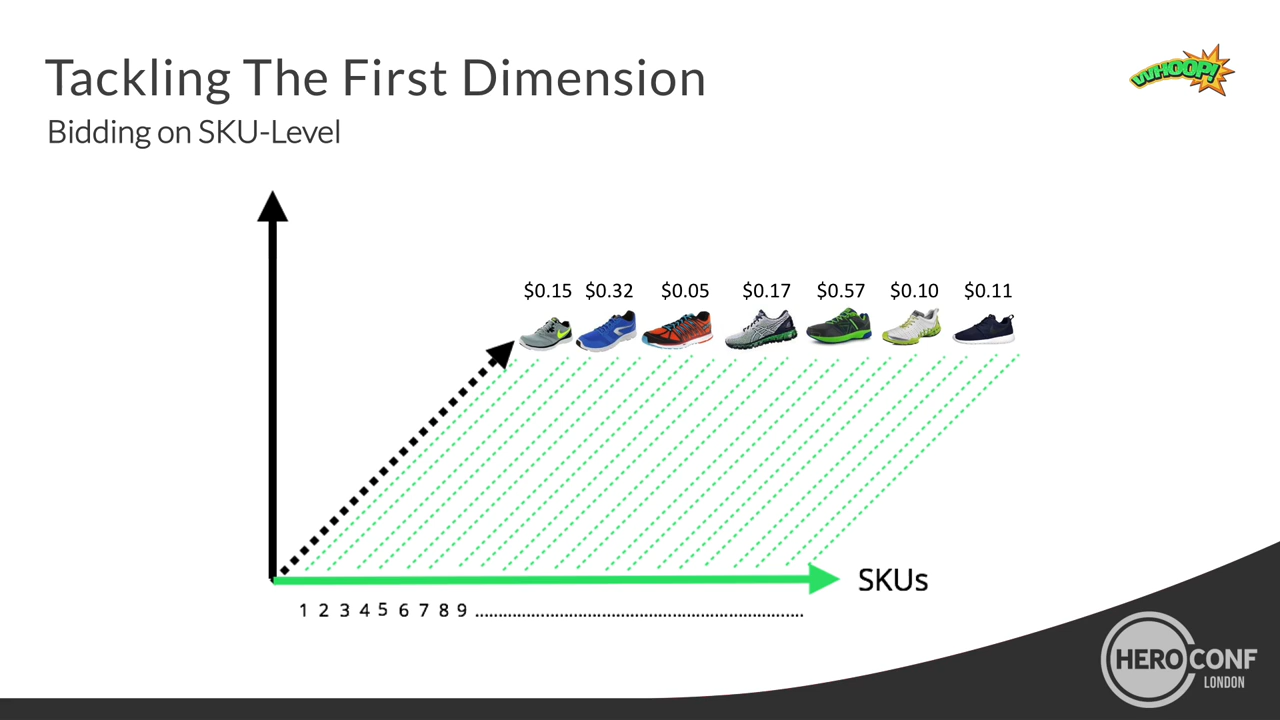 Tackling The First Dimension
WHOOP!
Bidding on SKU-Level
$0.15 $0.32 $0.05 $0.17 $0.57 $0.10 $0.11
SKUs
1 2 3 4 5 6 7 8 9 ........................................................................
HERO CONF
LONDON